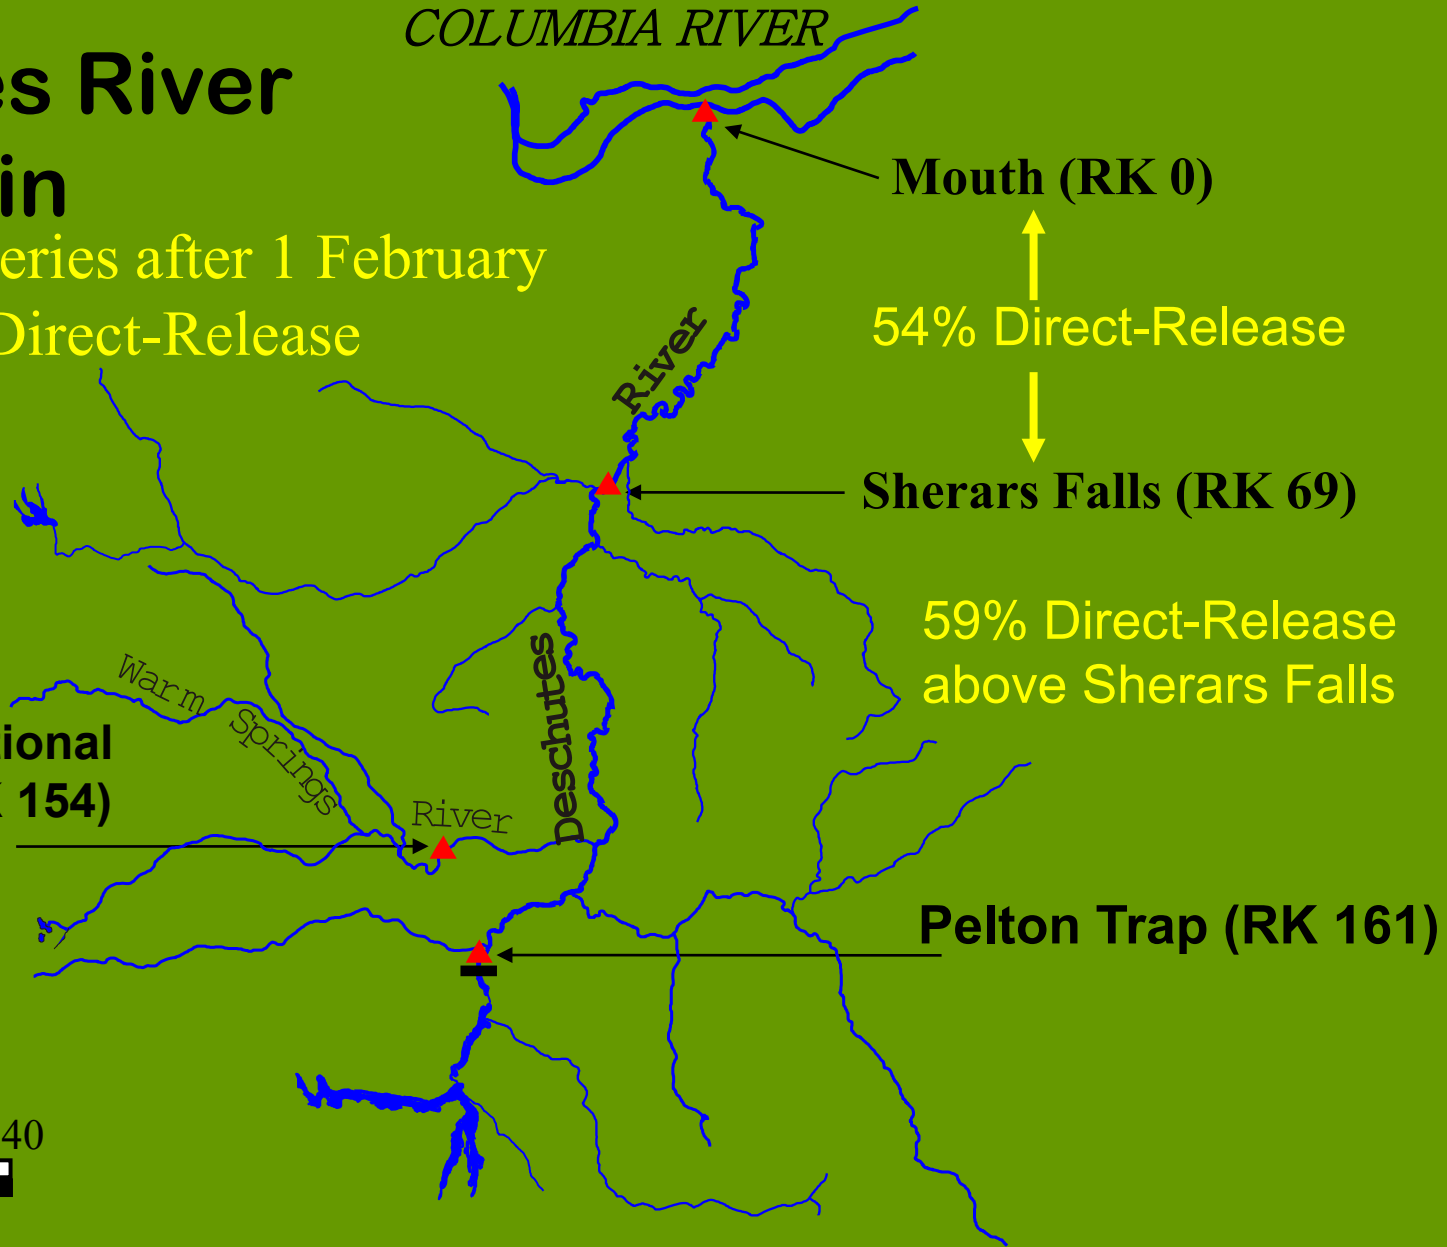 COLUMBIA RIVER
es River
in
eries after 1 February
Direct-Release
Mouth (RK 0)
54% Direct-Release
River
Sherars Falls (RK 69)
59% Direct-Release
above Sherars Falls
Deschutes
Warm Springs
River
tional
154)
Pelton Trap (RK 161)
40